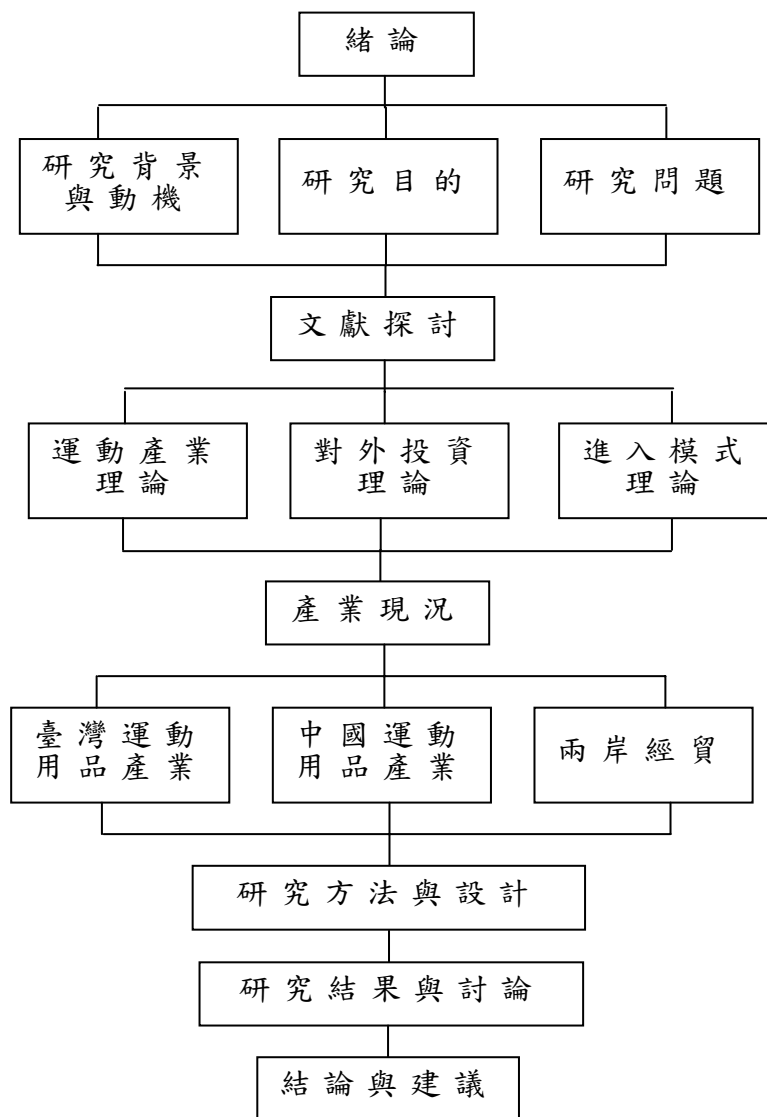 緒論
研究背景
與動機
研究目的
研究問題
文獻探討
運動產業
理論
對外投資
理論
進入模式
理論
產業現況
臺灣運動
用品產業
中國運動
用品產業
兩岸經貿
研究方法與設計
研究結果與討論
結論與建議